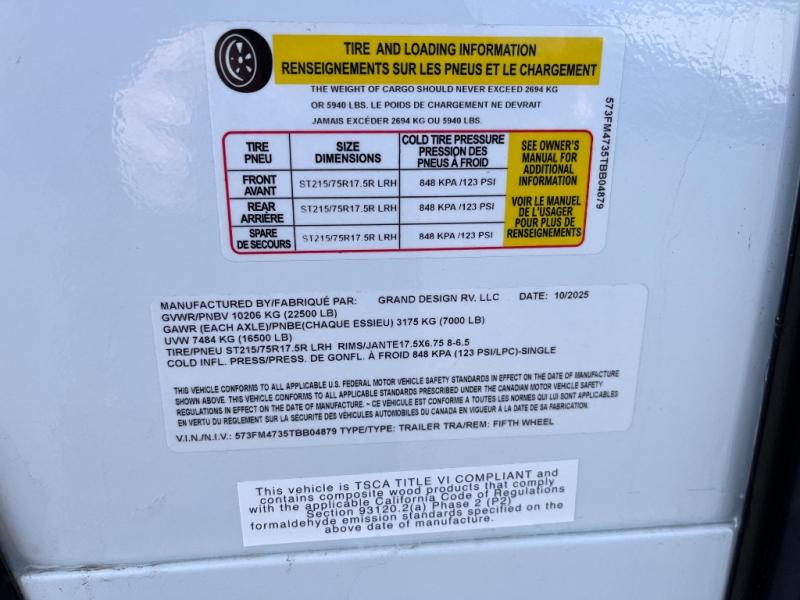 TIRE AND LOADING INFORMATION
RENSEIGNEMENTS SUR LES PNEUS ET LE CHARGEMENT
THE WEIGHT OF CARGO SHOULD NEVER EXCEED 2694 KG
OR 5940 LBS. LE POIDS DE CHARGEMENT NE DEVRAIT
JAMAIS EXCÉDER 2694 KG OU 5940 LBS.
TIRE
PNEU
SIZE
DIMENSIONS
COLD TIRE PRESSURE
PRESSION DES
PNEUS À FROID
FRONT
AVANT
ST215/75R17.5R LRH
848 KPA /123 PSI
REAR
ARRIÈRE
ST215/75R17.5R LRH
848 KPA /123 PSI
SPARE
DE SECOURS
ST215/75R17.5R LRH
848 KPA /123 PSI
SEE OWNER'S
MANUAL FOR
ADDITIONAL
INFORMATION
VOIR LE MANUEL
DE L'USAGER
POUR PLUS DE
RENSEIGNEMENTS
573FM4735TBB04879
MANUFACTURED BY/FABRIQUÉ PAR: GRAND DESIGN RV, LLC DATE: 10/2025
GVWR/PNBV 10206 KG (22500 LB)
GAWR (EACH AXLE)/PNBE(CHAQUE ESSIEU) 3175 KG (7000 LB)
UVW 7484 KG (16500 LB)
TIRE/PNEU ST215/75R17.5R LRH RIMS/JANTE17.5X6.75 8-6.5
COLD INFL. PRESS/PRESS. DE GONFL. À FROID 848 KPA (123 PSI/LPC)-SINGLE
THIS VEHICLE CONFORMS TO ALL APPLICABLE U.S. FEDERAL MOTOR VEHICLE SAFETY STANDARDS IN EFFECT ON THE DATE OF MANUFACTURE
SHOWN ABOVE. THIS VEHICLE CONFORMS TO ALL APPLICABLE STANDARDS PRESCRIBED UNDER THE CANADIAN MOTOR VEHICLE SAFETY
REGULATIONS IN EFFECT ON THE DATE OF MANUFACTURE. - CE VÉHICULE EST CONFORME A TOUTES LES NORMES QUI LUI SONT APPLICABLES
EN VERTU DU RÈGLEMENT SUR LA SÉCURITÉ DES VÉHICULES AUTOMOBILES DU CANADA EN VIGUEUR À LA DATE DE SA FABRICATION.
V.I.N./N.I.V.: 573FM4735TBB04879 TYPE/TYPE: TRAILER TRA/REM: FIFTH WHEEL
This vehicle is TSCA TITLE VI COMPLIANT and
contains composite wood products that comply
with the applicable California Code of Regulations
Section 93120.2(a) Phase 2 (P2)
formaldehyde emission standards specified on the
above date of manufacture.